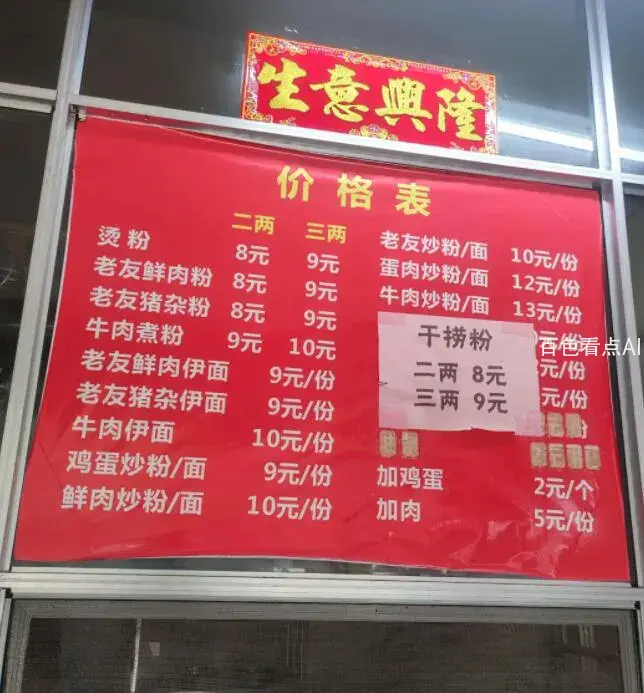 生意興隆
价格表
二两 三两
烫粉 8元 9元
老友鲜肉粉 8元 9元
老友猪杂粉 8元 9元
牛肉煮粉 9元 10元
老友鲜肉伊面 9元/份
老友猪杂伊面 9元/份
牛肉伊面 10元/份
鸡蛋炒粉/面 9元/份
鲜肉炒粉/面 10元/份
老友炒粉/面 10元/份
蛋肉炒粉/面 12元/份
牛肉炒粉/面 13元/份
干捞粉
二两 8元
三两 9元
元/份
元/份
加鸡蛋 2元/个
加肉 5元/份
百色看点AI